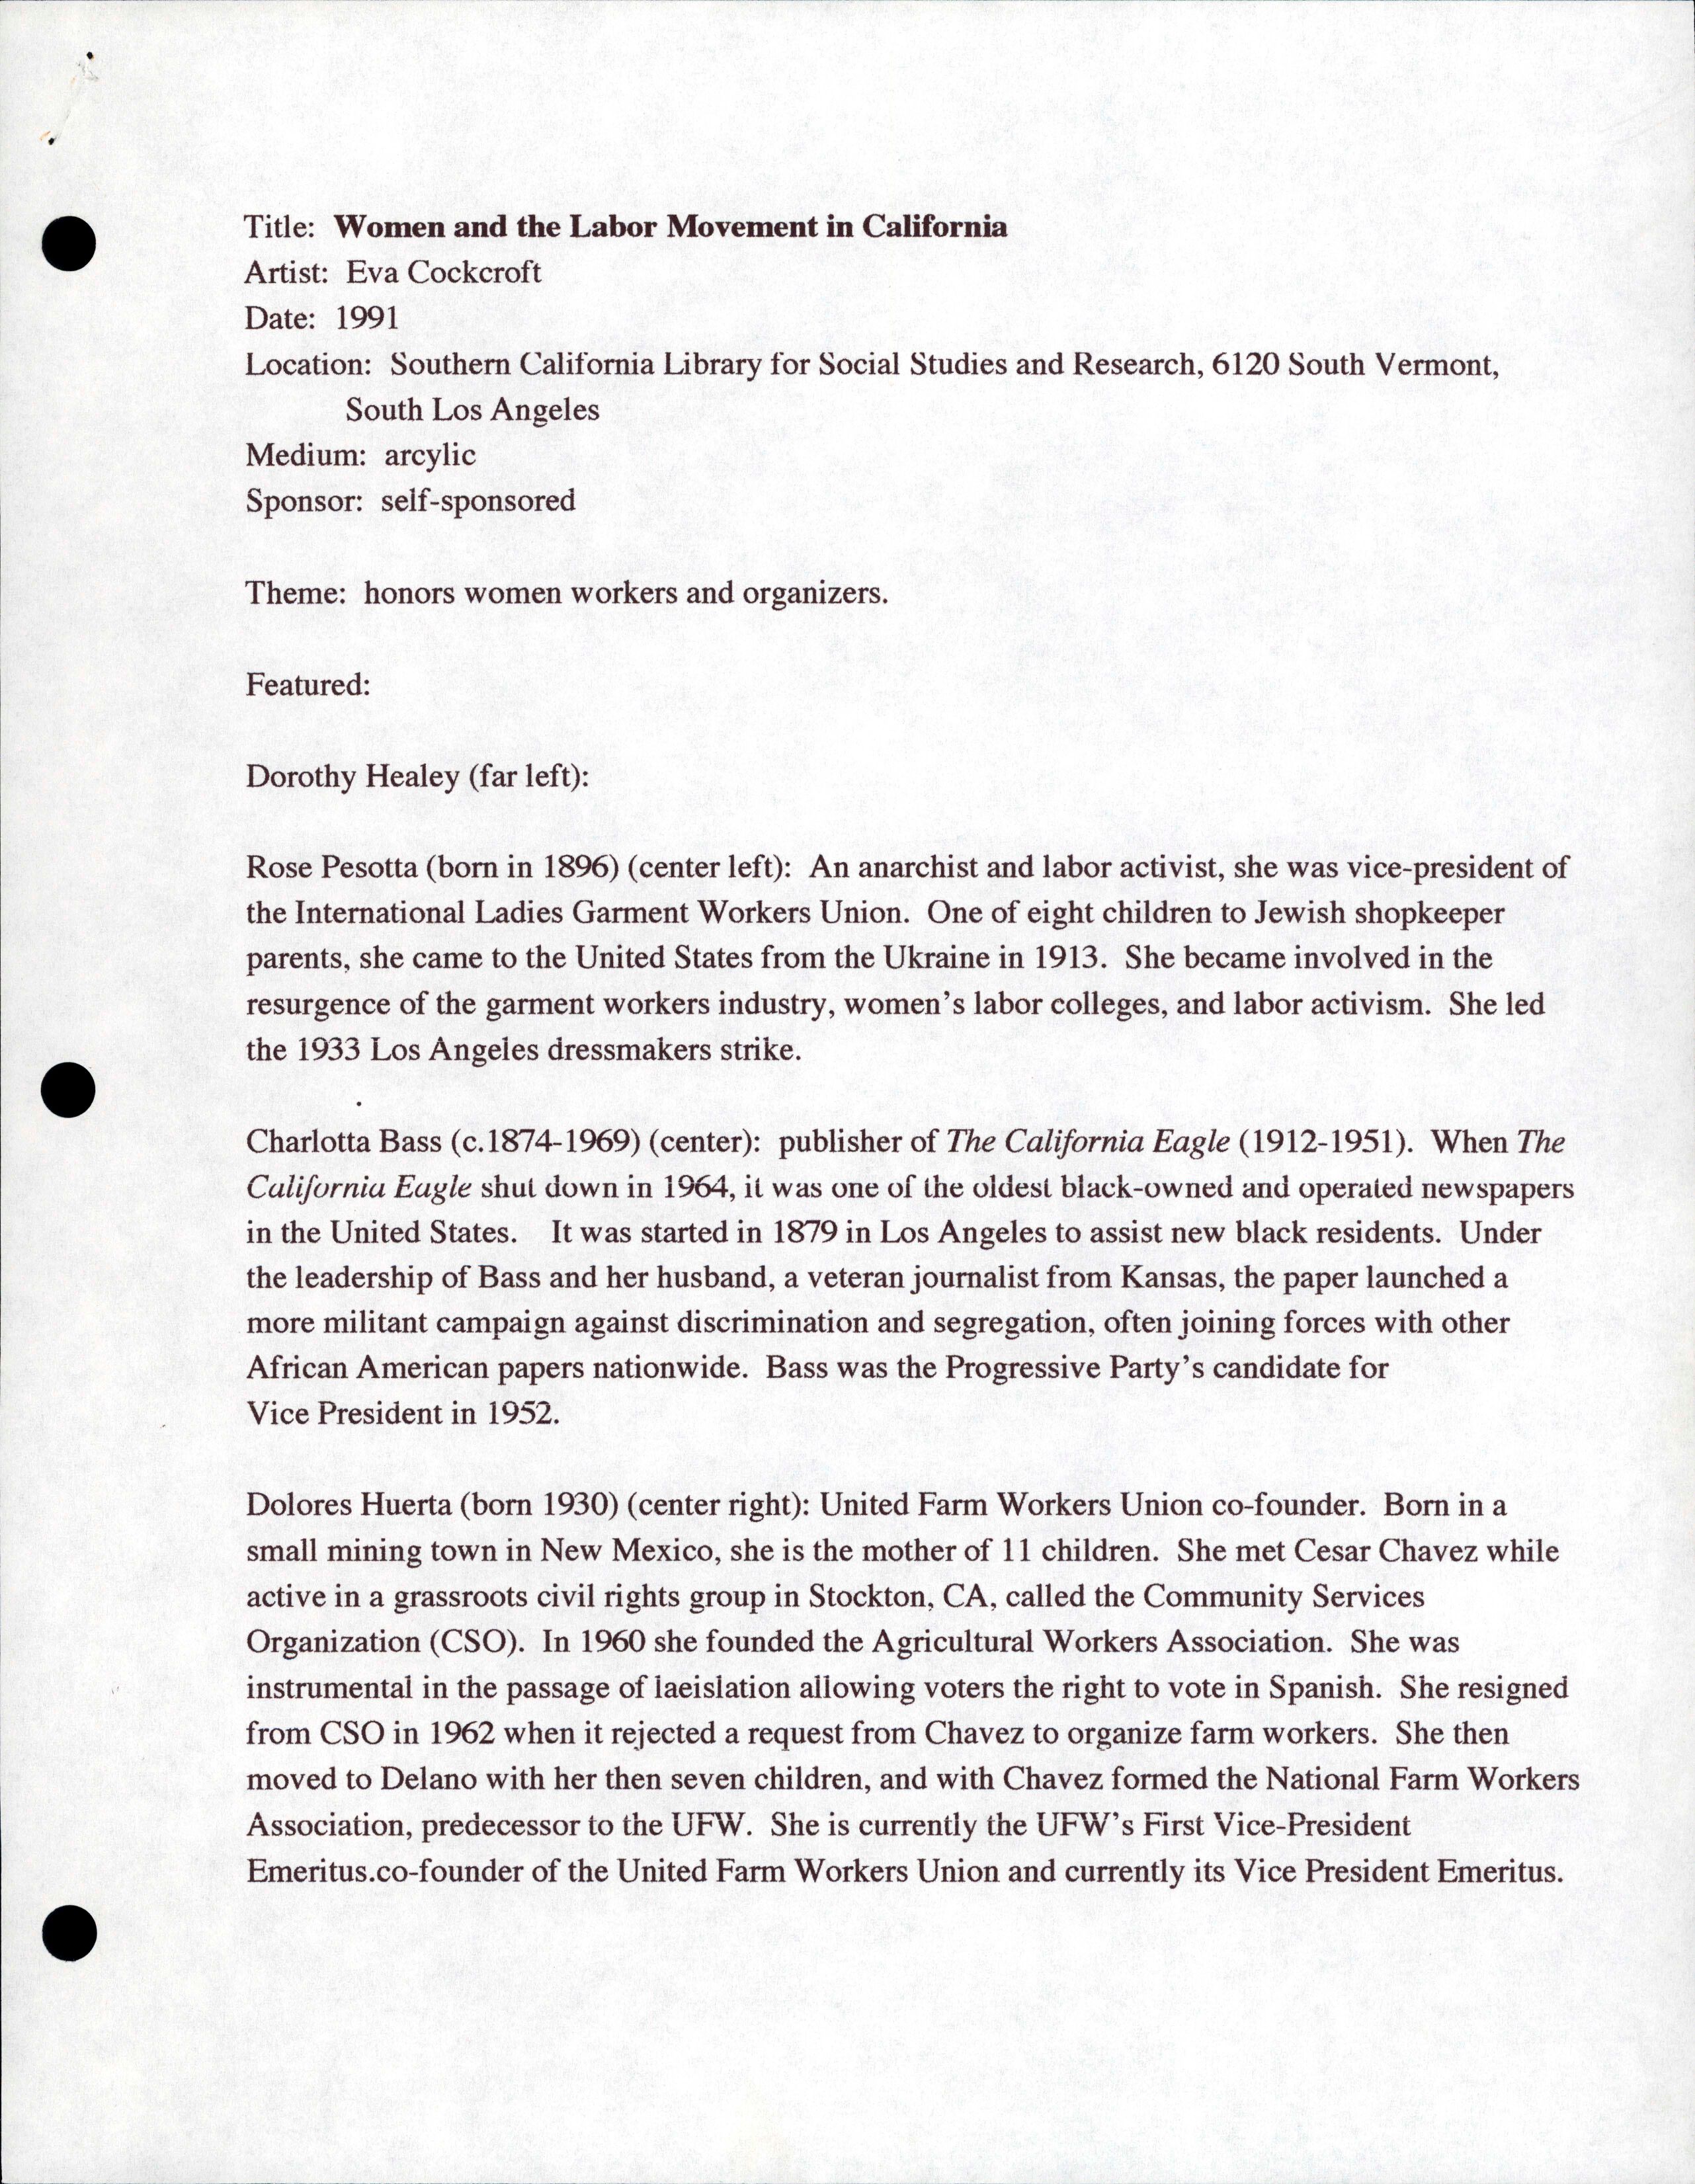 Title: Women and the Labor Movement in California
Artist: Eva Cockcroft
Date: 1991
Location: Southern California Library for Social Studies and Research, 6120 South Vermont,
South Los Angeles
Medium: arcylic
Sponsor: self-sponsored
Theme: honors women workers and organizers.
Featured:
Dorothy Healey (far left):
Rose Pesotta (born in 1896) (center left): An anarchist and labor activist, she was vice-president of
the International Ladies Garment Workers Union. One of eight children to Jewish shopkeeper
parents, she came to the United States from the Ukraine in 1913. She became involved in the
resurgence of the garment workers industry, women's labor colleges, and labor activism. She led
the 1933 Los Angeles dressmakers strike.
Charlotta Bass (c.1874-1969) (center): publisher of The California Eagle (1912-1951). When The
California Eagle shut down in 1964, it was one of the oldest black-owned and operated newspapers
in the United States. It was started in 1879 in Los Angeles to assist new black residents. Under
the leadership of Bass and her husband, a veteran journalist from Kansas, the paper launched a
more militant campaign against discrimination and segregation, often joining forces with other
African American papers nationwide. Bass was the Progressive Party's candidate for
Vice President in 1952.
Dolores Huerta (born 1930) (center right): United Farm Workers Union co-founder. Born in a
small mining town in New Mexico, she is the mother of 11 children. She met Cesar Chavez while
active in a grassroots civil rights group in Stockton, CA, called the Community Services
Organization (CSO). In 1960 she founded the Agricultural Workers Association. She was
instrumental in the passage of laeislation allowing voters the right to vote in Spanish. She resigned
from CSO in 1962 when it rejected a request from Chavez to organize farm workers. She then
moved to Delano with her then seven children, and with Chavez formed the National Farm Workers
Association, predecessor to the UFW. She is currently the UFW's First Vice-President
Emeritus.co-founder of the United Farm Workers Union and currently its Vice President Emeritus.